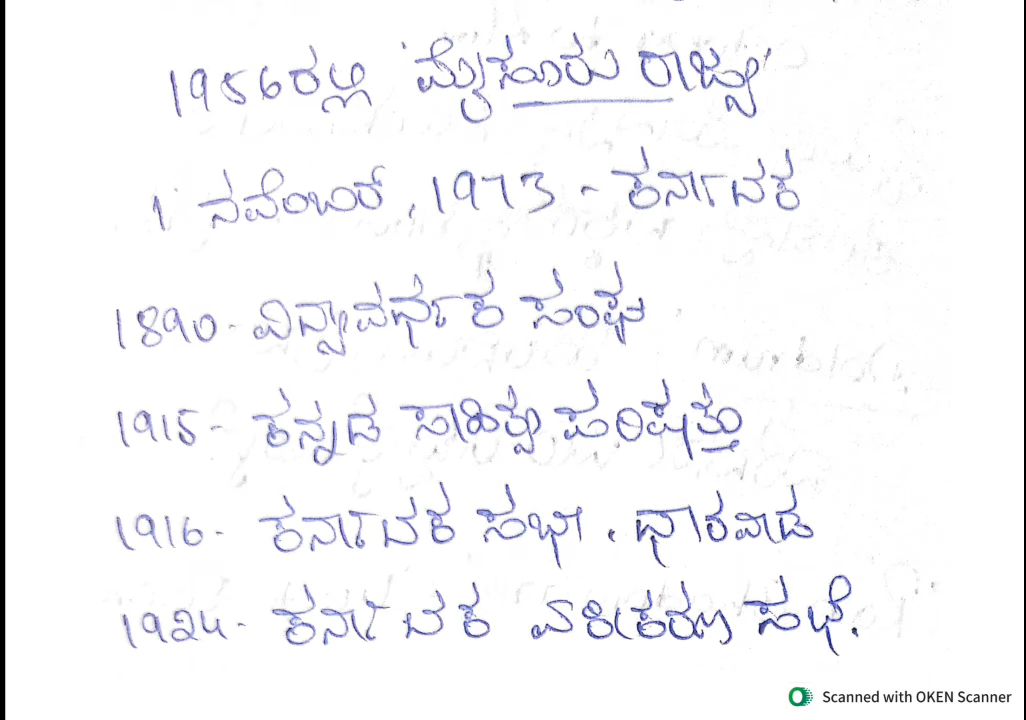 1956ರಲ್ಲಿ 'ಮೈಸೂರು ರಾಜ್ಯ'
1 ನವೆಂಬರ್, 1973 - ಕರ್ನಾಟಕ
1890 - ವಿದ್ಯಾವರ್ಧಕ ಸಂಘ
1915 - ಕನ್ನಡ ಸಾಹಿತ್ಯ ಪರಿಷತ್ತು
1916 - ಕರ್ನಾಟಕ ಸಭಾ . ಧಾರವಾಡ
1924 - ಕರ್ನಾಟಕ ಏಕೀಕರಣ ಸಭೆ.
Scanned with OKEN Scanner